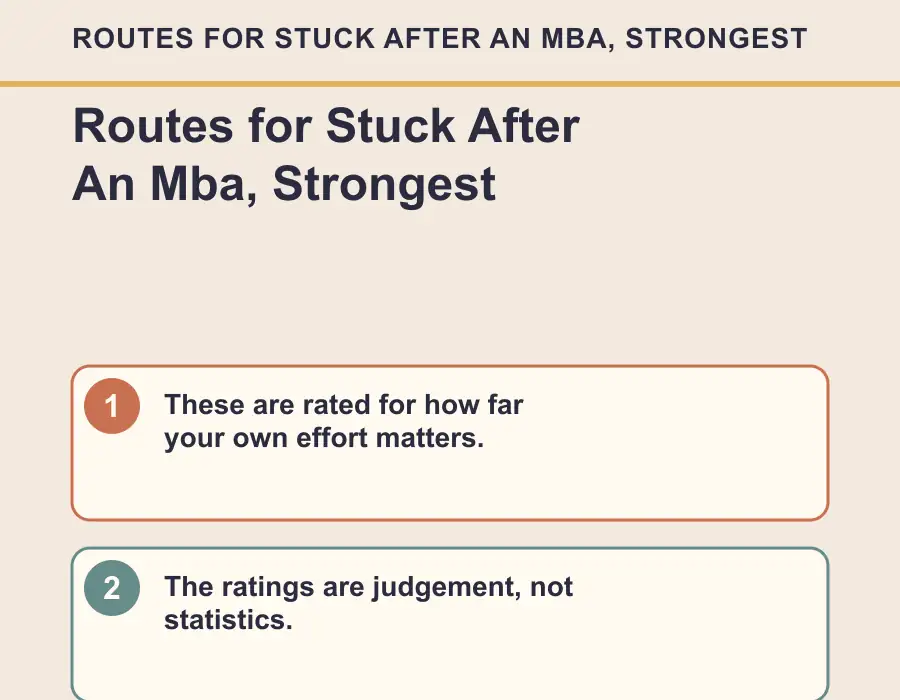 ROUTES FOR STUCK AFTER AN MBA, STRONGEST
Routes for Stuck After
An Mba, Strongest
1
These are rated for how far
your own effort matters.
2
The ratings are judgement, not
statistics.